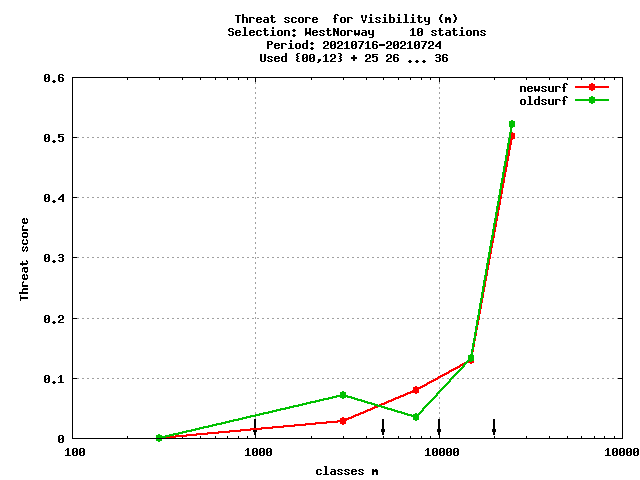 Threat score  for Visibility (m)
Selection: WestNorway     10 stations
Period: 20210716-20210724
Used {00,12} + 25 26 ... 36
newsurf
oldsurf
0.6
0.5
0.4
0.3
0.2
0.1
0
Threat score
100
1000
10000
10000
classes m